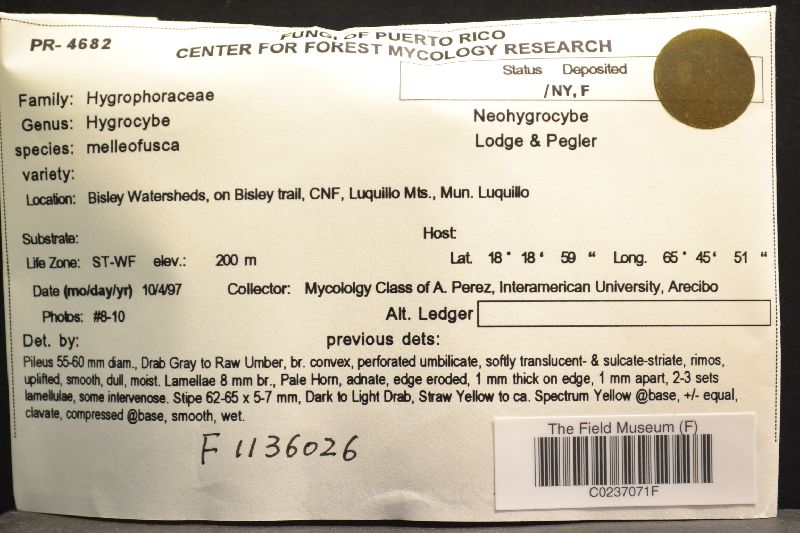 PR- 4682
FUNGI OF PUERTO RICO
CENTER FOR FOREST MYCOLOGY RESEARCH
Status Deposited
/ NY, F
Family: Hygrophoraceae
Genus: Hygrocybe Neohygrocybe
species: melleofusca Lodge & Pegler
variety:
Location: Bisley Watersheds, on Bisley trail, CNF, Luquillo Mts., Mun. Luquillo
Substrate: Host:
Life Zone: ST-WF elev.: 200 m Lat. 18 ° 18 ‘ 59 “ Long. 65 ° 45 ‘ 51 “
Date (mo/day/yr) 10/4/97 Collector: Mycololgy Class of A. Perez, Interamerican University, Arecibo
Photos: #8-10 Alt. Ledger
Det. by: previous dets:
Pileus 55-60 mm diam., Drab Gray to Raw Umber, br. convex, perforated umbilicate, softly translucent- & sulcate-striate, rimos,
uplifted, smooth, dull, moist. Lamellae 8 mm br., Pale Horn, adnate, edge eroded, 1 mm thick on edge, 1 mm apart, 2-3 sets
lamellulae, some intervenose. Stipe 62-65 x 5-7 mm, Dark to Light Drab, Straw Yellow to ca. Spectrum Yellow @base, +/- equal,
clavate, compressed @base, smooth, wet.
F 1136026
The Field Museum (F)
C0237071F